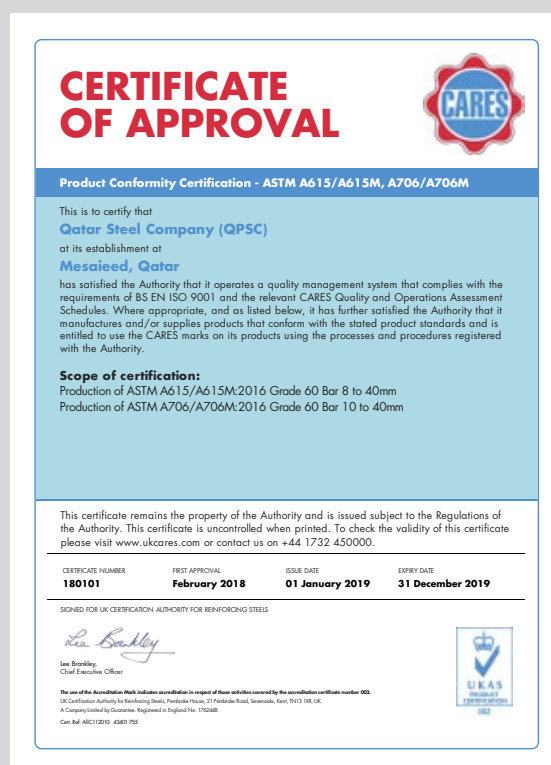 CERTIFICATE
OF APPROVAL
CARES
Product Conformity Certification - ASTM A615/A615M, A706/A706M
This is to certify that
Qatar Steel Company (QPSC)
at its establishment at
Mesaieed, Qatar
has satisfied the Authority that it operates a quality management system that complies with the
requirements of BS EN ISO 9001 and the relevant CARES Quality and Operations Assessment
Schedules. Where appropriate, and as listed below, it has further satisfied the Authority that it
manufactures and/or supplies products that conform with the stated product standards and is
entitled to use the CARES marks on its products using the processes and procedures registered
with the Authority.
Scope of certification:
Production of ASTM A615/A615M:2016 Grade 60 Bar 8 to 40mm
Production of ASTM A706/A706M:2016 Grade 60 Bar 10 to 40mm
This certificate remains the property of the Authority and is issued subject to the Regulations of
the Authority. This certificate is uncontrolled when printed. To check the validity of this certificate
please visit www.ukcares.com or contact us on +44 1732 450000.
CERTIFICATE NUMBER FIRST APPROVAL ISSUE DATE EXPIRY DATE
180101 February 2018 01 January 2019 31 December 2019
SIGNED FOR UK CERTIFICATION AUTHORITY FOR REINFORCING STEELS
Lee Brankley
Lee Brankley,
Chief Executive Officer
The use of the Accreditation Mark indicates accreditation in respect of those activities covered by the accreditation certificate number 002.
UK Certification Authority for Reinforcing Steels, Pembroke House, 21 Pembroke Road, Sevenoaks, Kent, TN13 1XR, UK.
A Company Limited by Guarantee. Registered in England No. 1762448.
UKAS
PRODUCT
CERTIFICATION
002